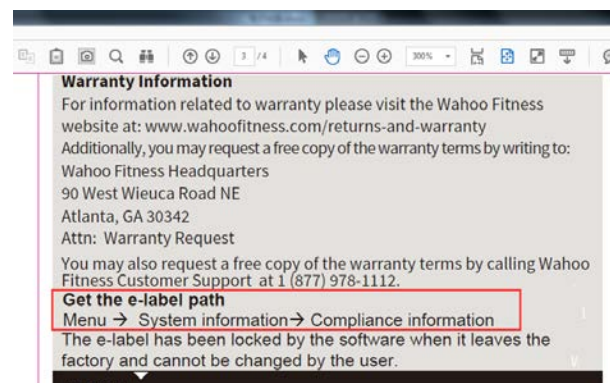 3 / 4
300%
Warranty Information
For information related to warranty please visit the Wahoo Fitness
website at: www.wahoofitness.com/returns-and-warranty
Additionally, you may request a free copy of the warranty terms by writing to:
Wahoo Fitness Headquarters
90 West Wieuca Road NE
Atlanta, GA 30342
Attn: Warranty Request
You may also request a free copy of the warranty terms by calling Wahoo
Fitness Customer Support at 1 (877) 978-1112.
Get the e-label path
Menu → System information→ Compliance information
The e-label has been locked by the software when it leaves the
factory and cannot be changed by the user.